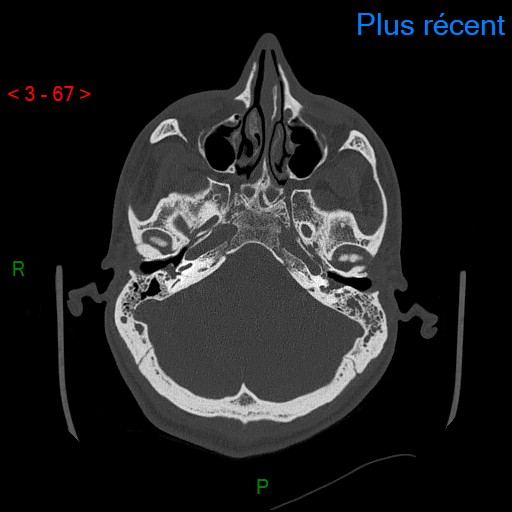 Plus récent
< 3 - 67 >
R
P